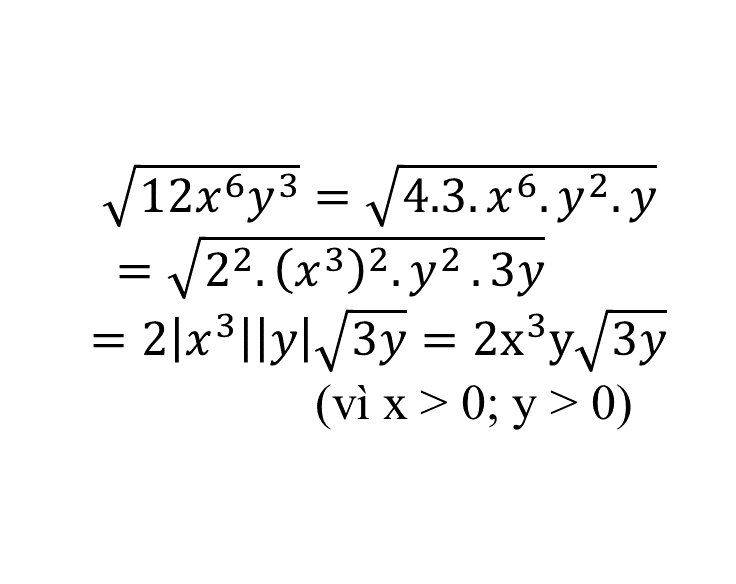 √12x⁶y³ = √4.3. x⁶. y². y
= √2². (x³)². y² . 3y
= 2|x³||y|√3y = 2x³y√3y
(vì x > 0; y > 0)